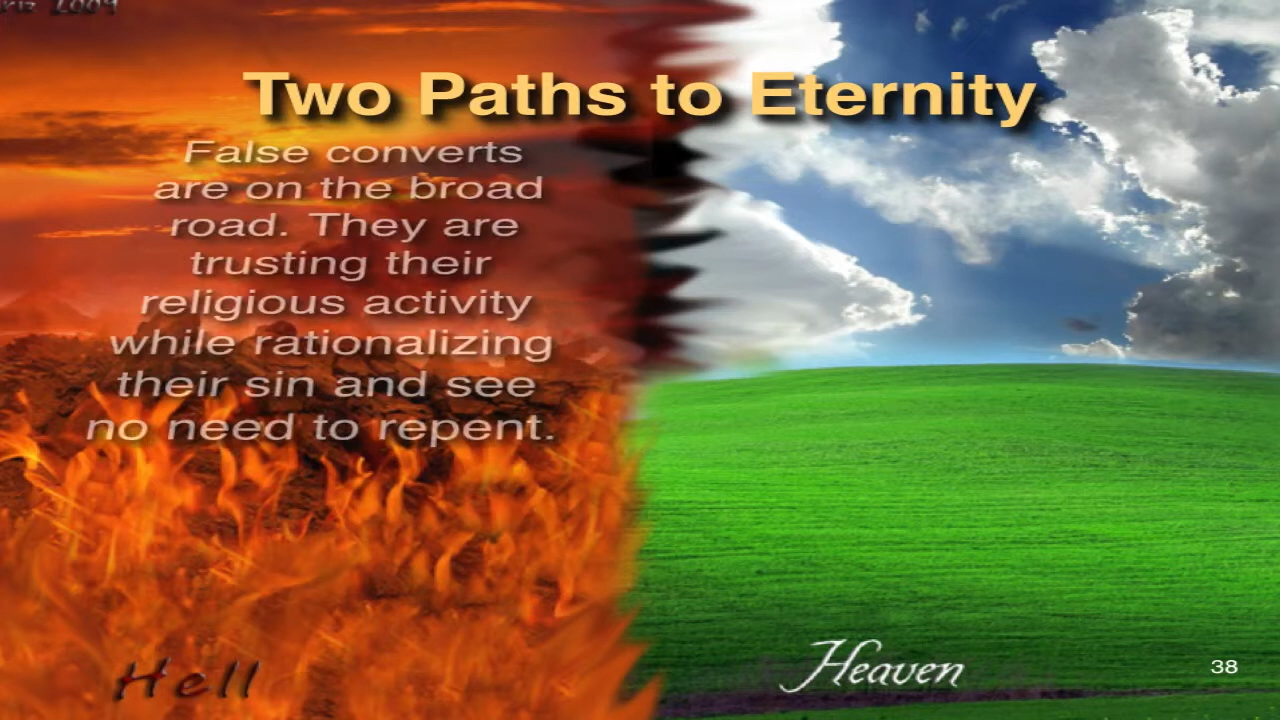 2009
Two Paths to Eternity
False converts
are on the broad
road. They are
trusting their
religious activity
while rationalizing
their sin and see
no need to repent.
Hell
Heaven
38